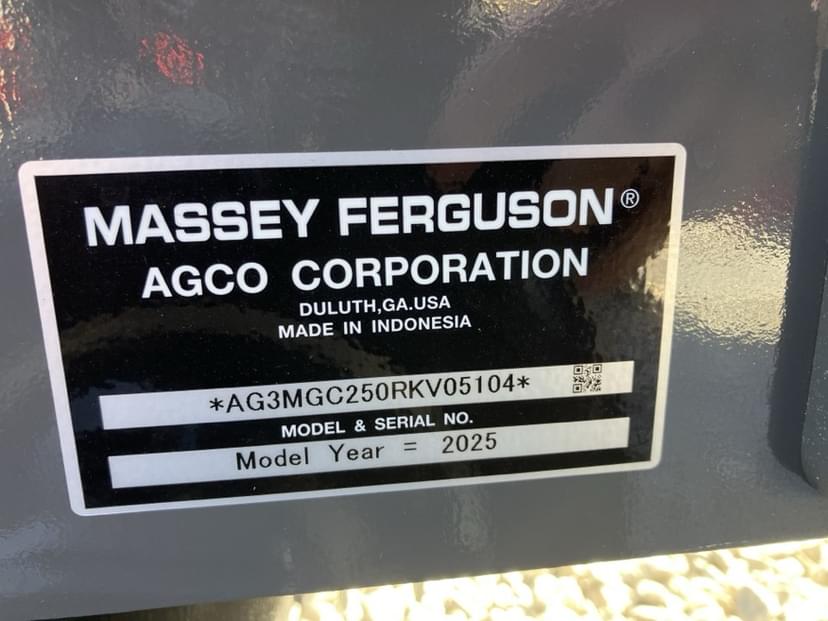 MASSEY FERGUSON®
AGCO CORPORATION
DULUTH,GA.USA
MADE IN INDONESIA
*AG3MGC250RKV05104*
MODEL & SERIAL NO.
Model Year = 2025